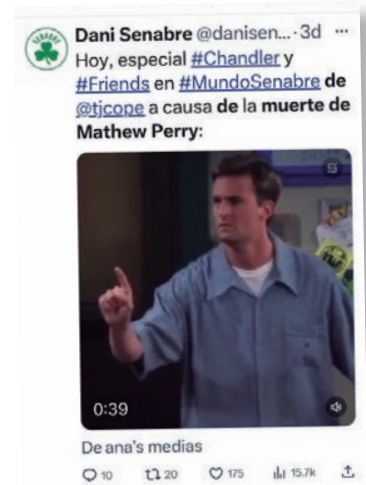 Dani Senabre @danisen... · 3d ...
Hoy, especial #Chandler y
#Friends en #MundoSenabre de
@tjcope a causa de la muerte de
Mathew Perry:
0:39
De ana's medias
10 20 175 15.7k